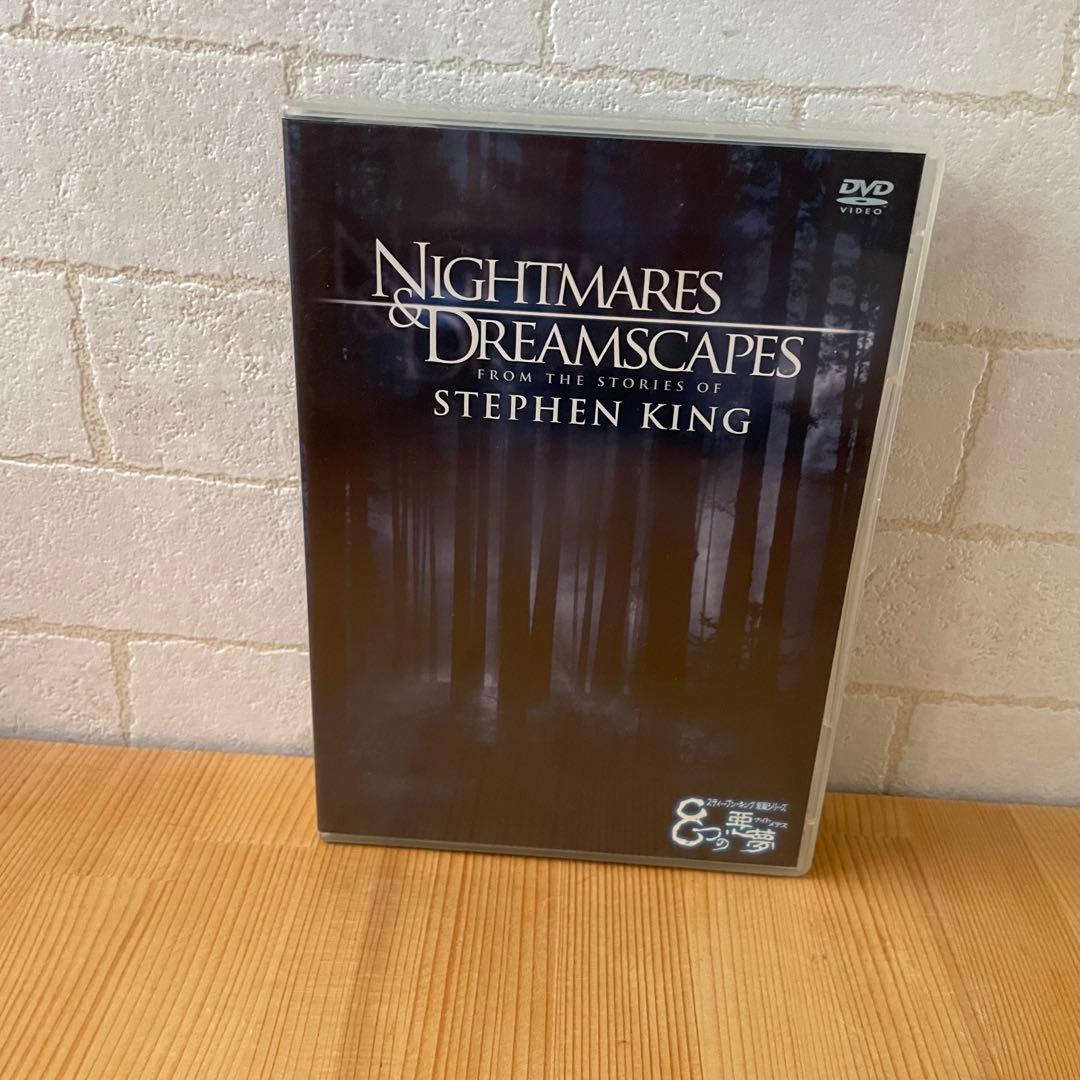 DVD
VIDEO
NIGHTMARES
& DREAMSCAPES
FROM THE STORIES OF
STEPHEN KING
スティーブン・キング 短編シリーズ
8つの悪夢
ナイトメアズ